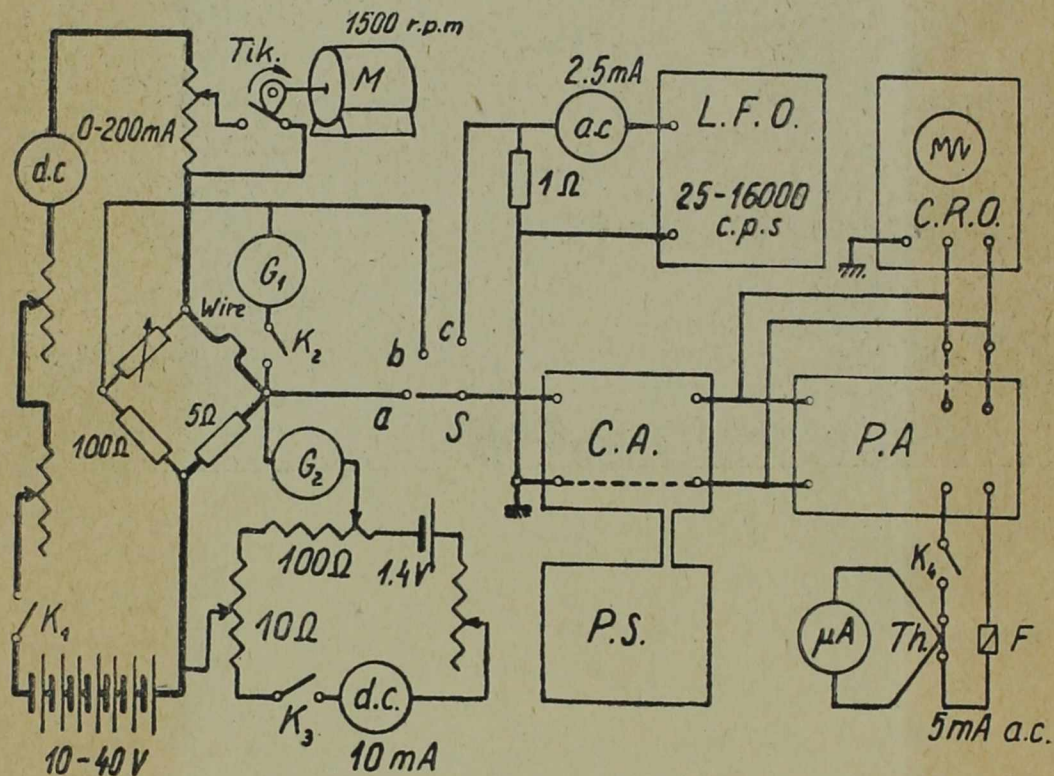 1500 r.p.m
Tik.
M
2.5mA
a.c
L.F.O.
0-200mA
d.c
1Ω
25-16000
c.p.s
C.R.O.
G₁
Wire
K₂
b
c
5Ω
a
S
100Ω
C.A.
P.A
G₂
100Ω
1.4V
K₁
10Ω
P.S.
K₄
μA
Th.
F
K₃
d.c.
5mA a.c.
10-40V
10mA